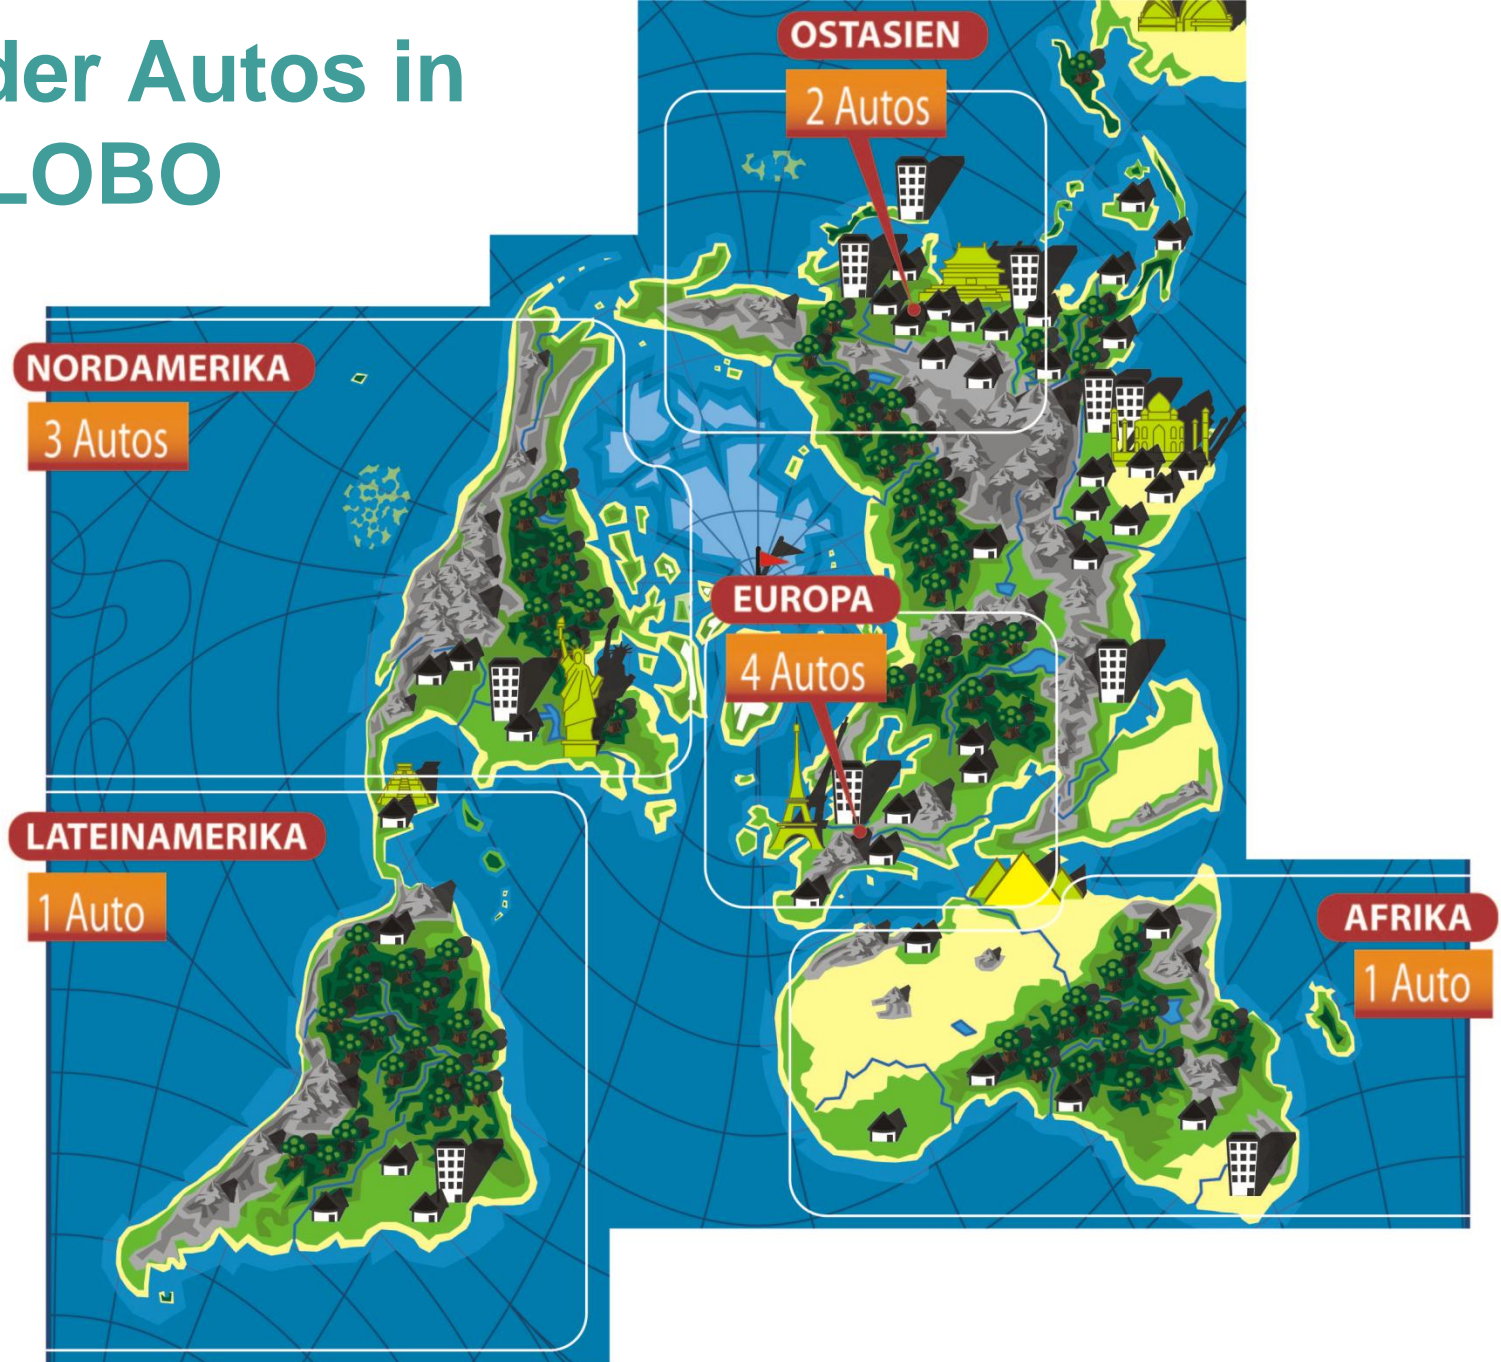 der Autos in
LOBO
OSTASIEN
2 Autos
NORDAMERIKA
3 Autos
EUROPA
4 Autos
LATEINAMERIKA
1 Auto
AFRIKA
1 Auto